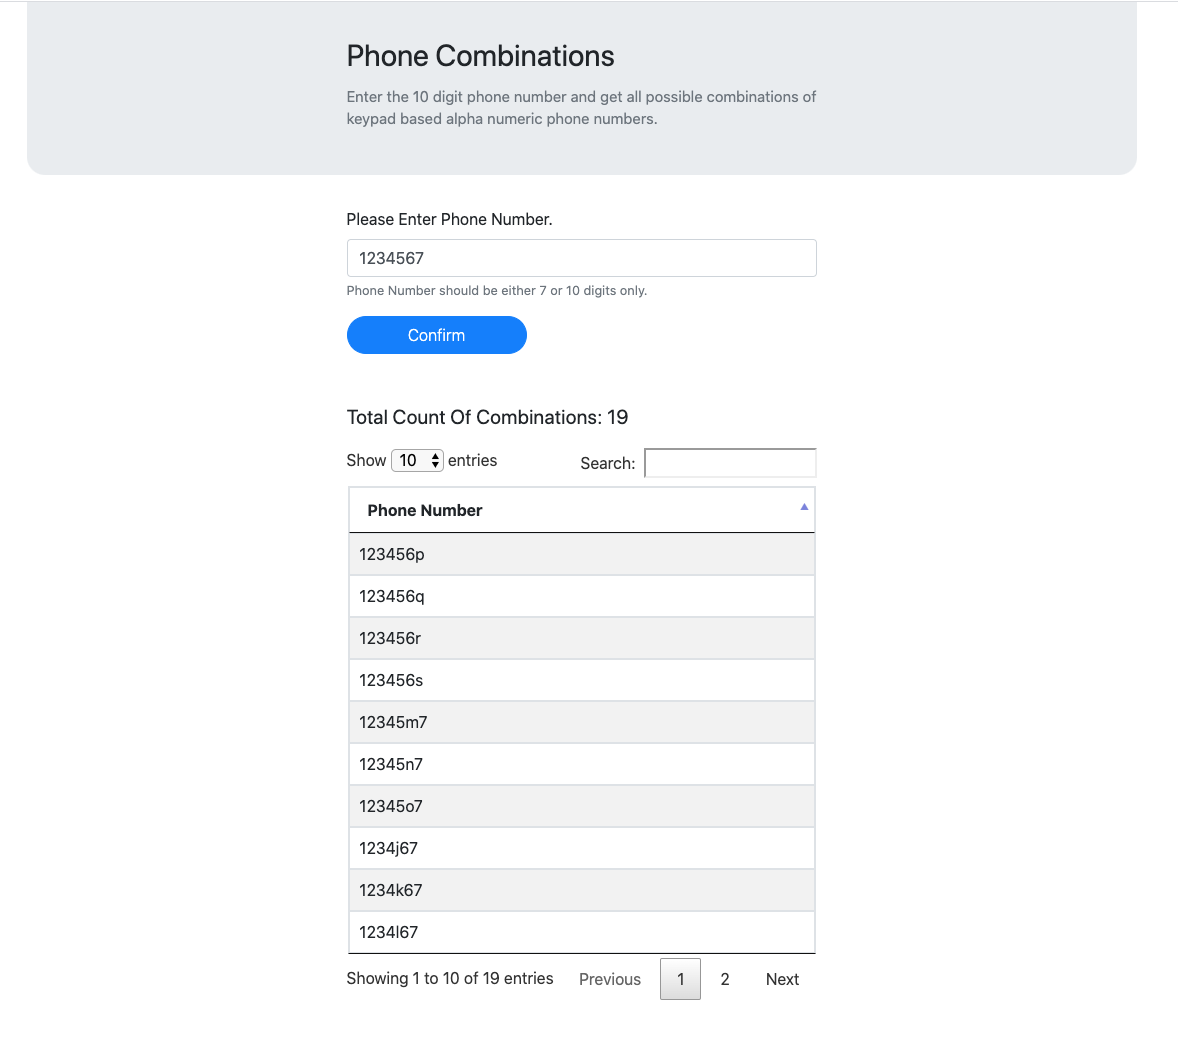 Phone Combinations
Enter the 10 digit phone number and get all possible combinations of
keypad based alpha numeric phone numbers.
Please Enter Phone Number.
1234567
Phone Number should be either 7 or 10 digits only.
Confirm
Total Count Of Combinations: 19
Show 10 entries Search:
Phone Number
123456p
123456q
123456r
123456s
12345m7
12345n7
12345o7
1234j67
1234k67
1234l67
Showing 1 to 10 of 19 entries Previous 1 2 Next